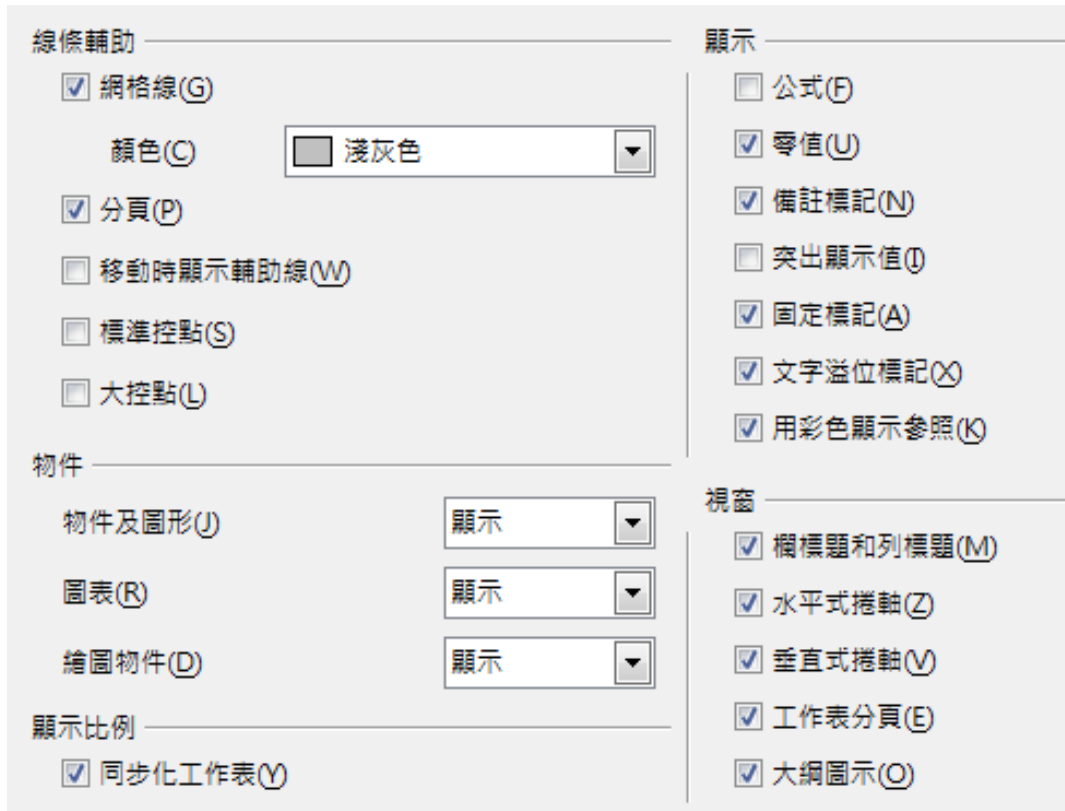 線條輔助
網格線(G)
顏色(C) 淺灰色
分頁(P)
移動時顯示輔助線(W)
標準控點(S)
大控點(L)
物件
物件及圖形(J) 顯示
圖表(R) 顯示
繪圖物件(D) 顯示
顯示比例
同步化工作表(Y)
顯示
公式(F)
零值(U)
備註標記(N)
突出顯示值(I)
固定標記(A)
文字溢位標記(X)
用彩色顯示參照(K)
視窗
欄標題和列標題(M)
水平式捲軸(Z)
垂直式捲軸(V)
工作表分頁(E)
大綱圖示(O)